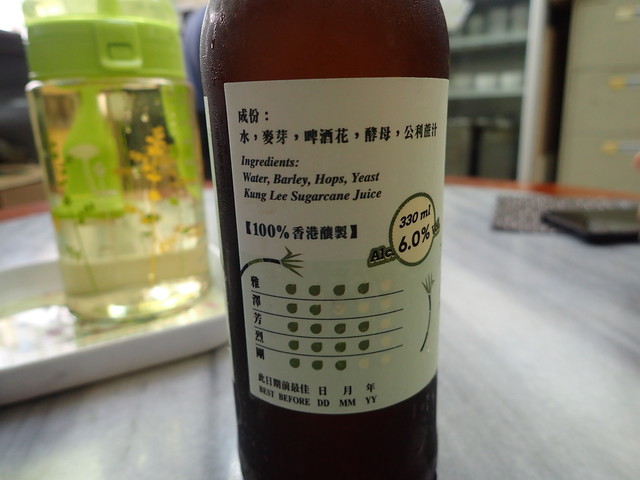 成份：
水，麥芽，啤酒花，酵母，公利蔗汁
Ingredients:
Water, Barley, Hops, Yeast
Kung Lee Sugarcane Juice
【100%香港釀製】
330 ml
Alc. 6.0%
雅
澤
芳
烈
剛
此日期前最佳 日 月 年
BEST BEFORE DD MM YY